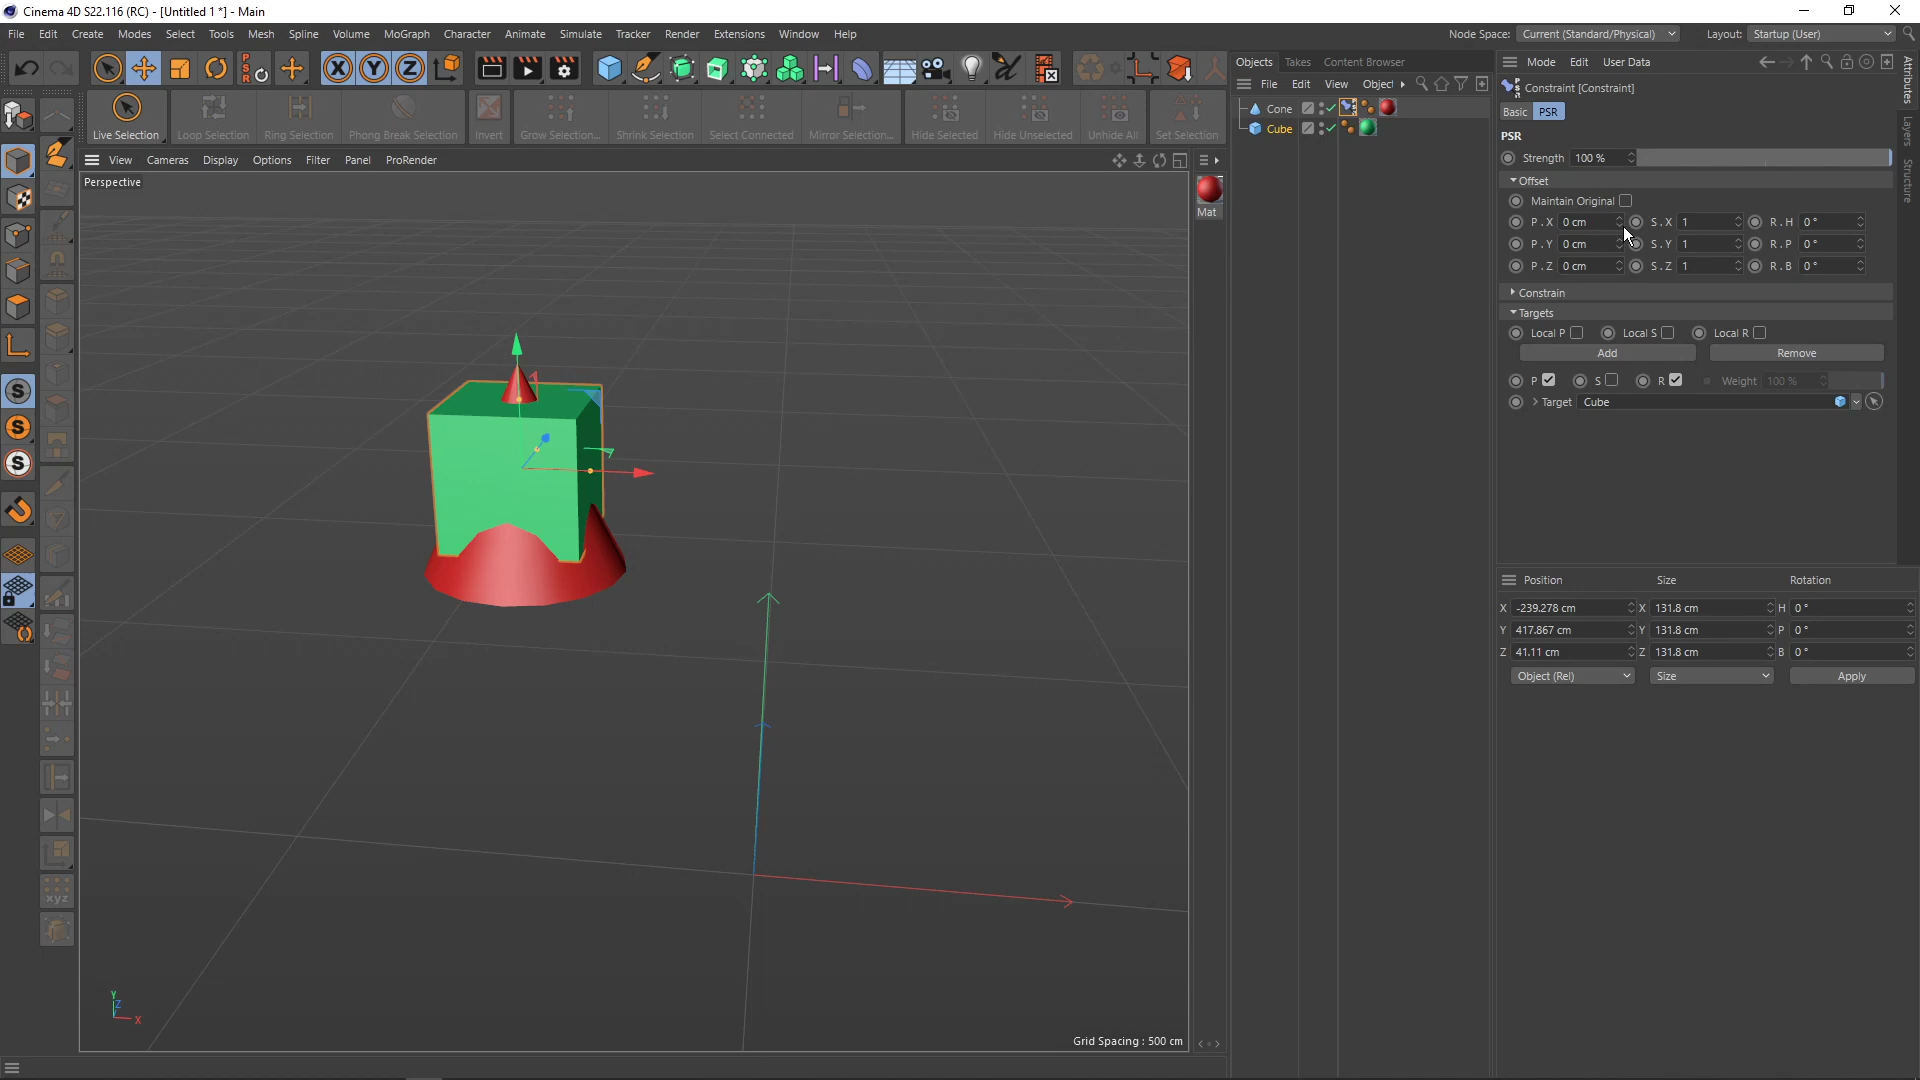 Cinema 4D S22.116 (RC) - [Untitled 1 *] - Main
File Edit Create Modes Select Tools Mesh Spline Volume MoGraph Character Animate Simulate Tracker Render Extensions Window Help
Node Space: Current (Standard/Physical) Layout: Startup (User)
PSR X Y Z
Live Selection Loop Selection Ring Selection Phong Break Selection Invert Grow Selection... Shrink Selection Select Connected Mirror Selection... Hide Selected Hide Unselected Unhide All Set Selection
View Cameras Display Options Filter Panel ProRender
Perspective
Mat
Grid Spacing : 500 cm
Y
Z
X
S
S
S
xyz
Objects Takes Content Browser
File Edit View Object
Cone
Cube
Mode Edit User Data
Constraint [Constraint]
Basic PSR
PSR
Strength 100 %
Offset
Maintain Original
P . X 0 cm S . X 1 R . H 0 °
P . Y 0 cm S . Y 1 R . P 0 °
P . Z 0 cm S . Z 1 R . B 0 °
Constrain
Targets
Local P Local S Local R
Add Remove
P S R Weight 100 %
Target Cube
Attributes
Layers
Structure
Position Size Rotation
X -239.278 cm X 131.8 cm H 0 °
Y 417.867 cm Y 131.8 cm P 0 °
Z 41.11 cm Z 131.8 cm B 0 °
Object (Rel) Size Apply